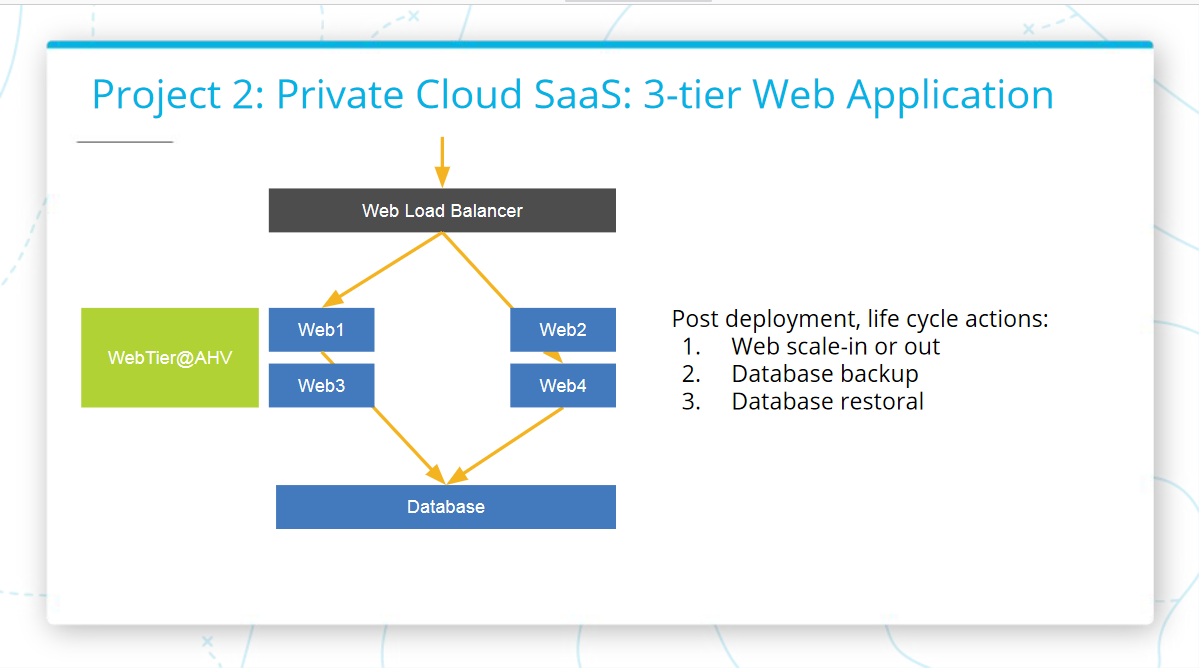 Project 2: Private Cloud SaaS: 3-tier Web Application
Web Load Balancer
WebTier@AHV
Web1
Web2
Web3
Web4
Database
Post deployment, life cycle actions:
1. Web scale-in or out
2. Database backup
3. Database restoral